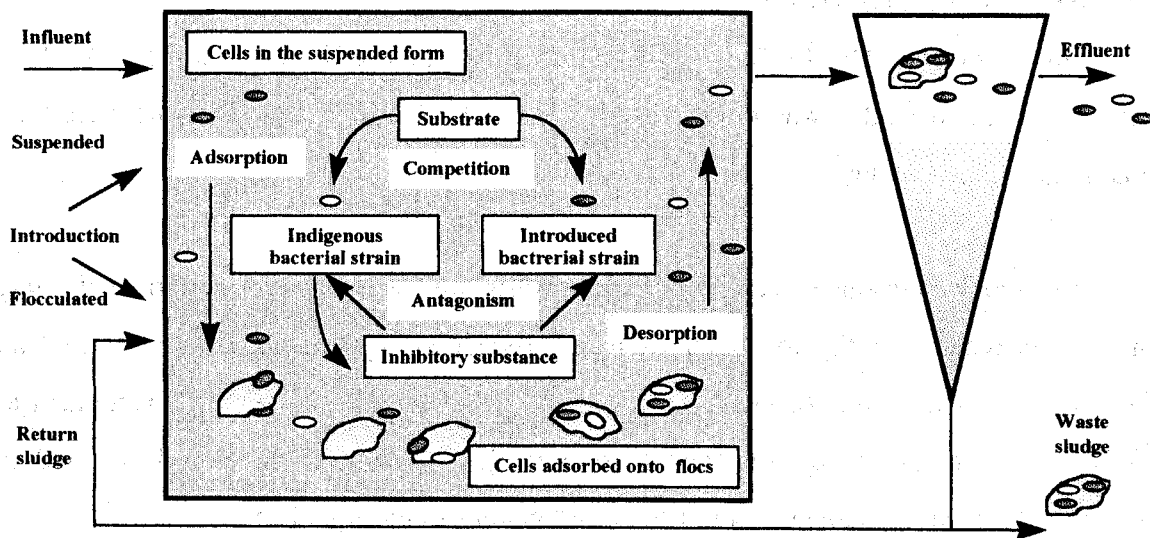 Influent
Cells in the suspended form
Effluent
Substrate
Suspended
Adsorption
Competition
Introduction
Indigenous
bacterial strain
Introduced
bactrerial strain
Flocculated
Antagonism
Desorption
Inhibitory substance
Return
sludge
Cells adsorbed onto flocs
Waste
sludge